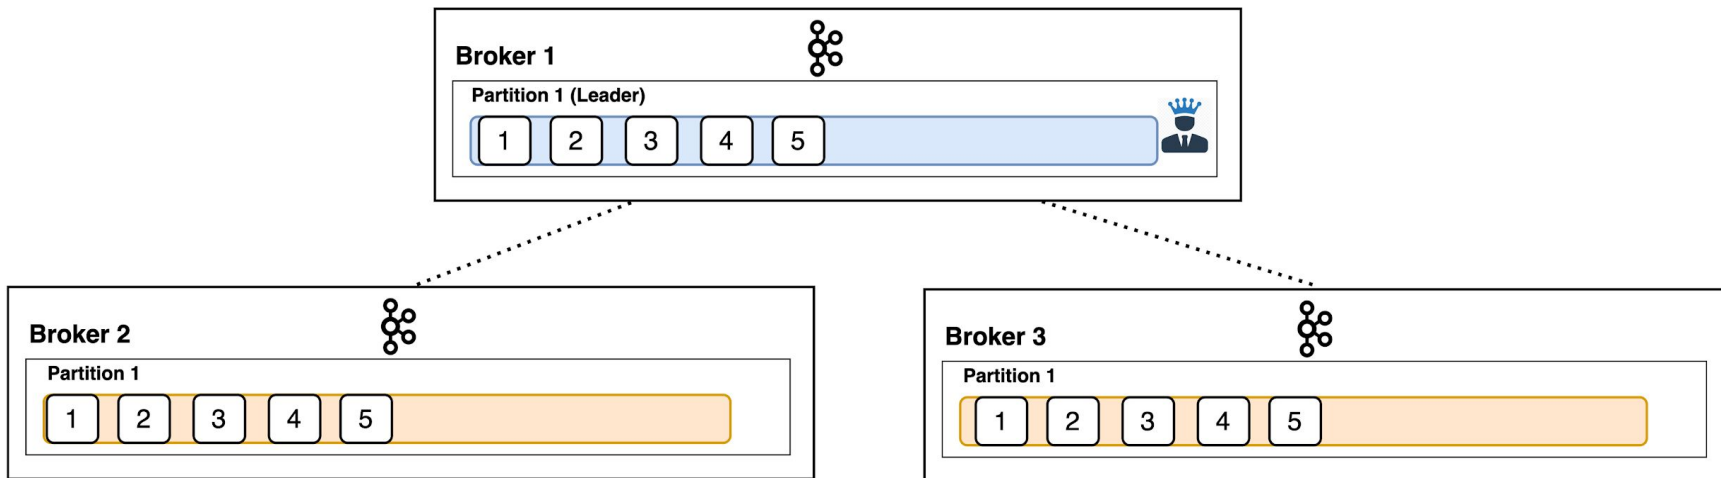 Broker 1
Partition 1 (Leader)
1 2 3 4 5
Broker 2
Partition 1
1 2 3 4 5
Broker 3
Partition 1
1 2 3 4 5